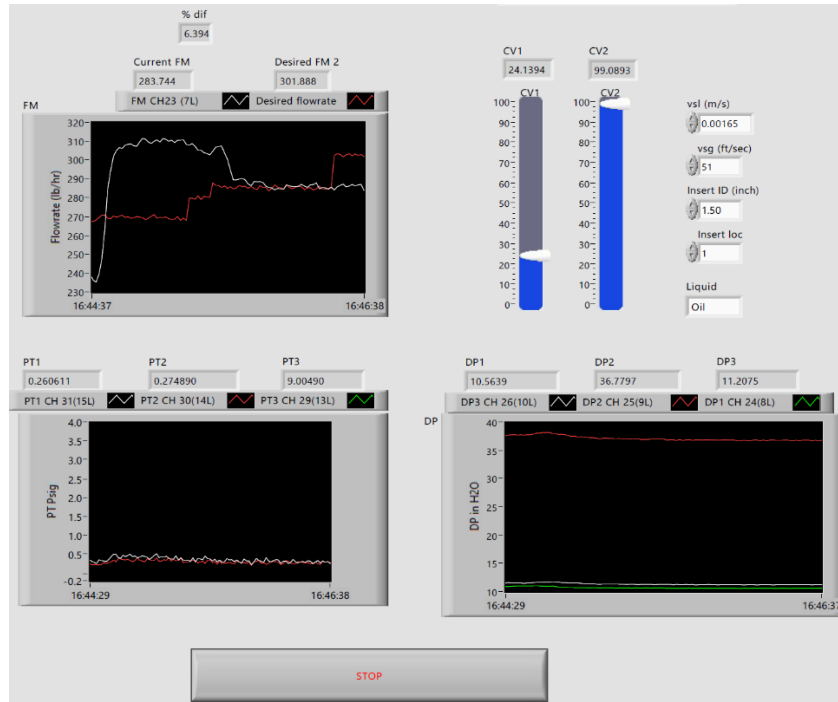 % dif
6.394
Current FM
Desired FM 2
283.744
301.888
FM
FM CH23 (7L)
Desired flowrate
Flowrate (lb/hr)
320
310
300
290
280
270
260
250
240
230
16:44:37
16:46:38
CV1
CV2
24.1394
99.0893
CV1
CV2
100
90
80
70
60
50
40
30
20
10
0
100
90
80
70
60
50
40
30
20
10
0
vsl (m/s)
0.00165
vsg (ft/sec)
51
Insert ID (inch)
1.50
Insert loc
1
Liquid
Oil
PT1
PT2
PT3
0.260611
0.274890
9.00490
PT1 CH 31(15L)
PT2 CH 30(14L)
PT3 CH 29(13L)
PT Psig
4.0
3.5
3.0
2.5
2.0
1.5
1.0
0.5
-0.2
16:44:29
16:46:38
DP1
DP2
DP3
10.5639
36.7797
11.2075
DP3 CH 26(10L)
DP2 CH 25(9L)
DP1 CH 24(8L)
DP
DP in H2O
40
35
30
25
20
15
10
16:44:29
16:46:37
STOP